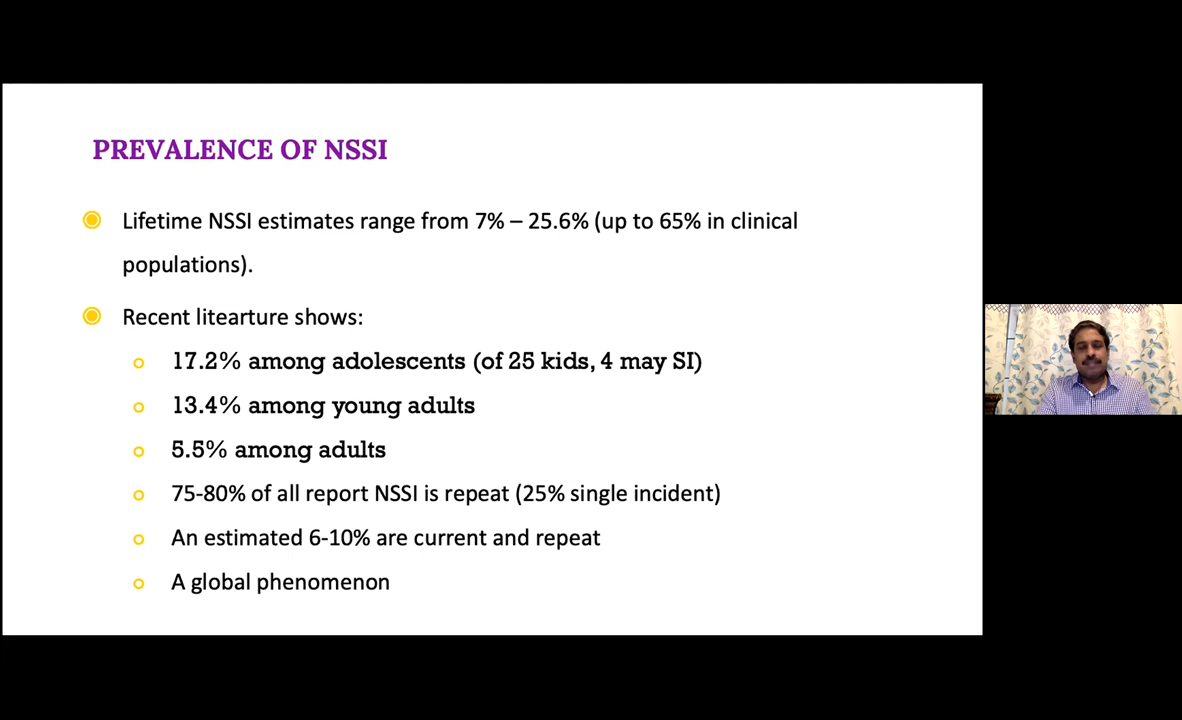 PREVALENCE OF NSSI
Lifetime NSSI estimates range from 7% – 25.6% (up to 65% in clinical
populations).
Recent litearture shows:
17.2% among adolescents (of 25 kids, 4 may SI)
13.4% among young adults
5.5% among adults
75-80% of all report NSSI is repeat (25% single incident)
An estimated 6-10% are current and repeat
A global phenomenon